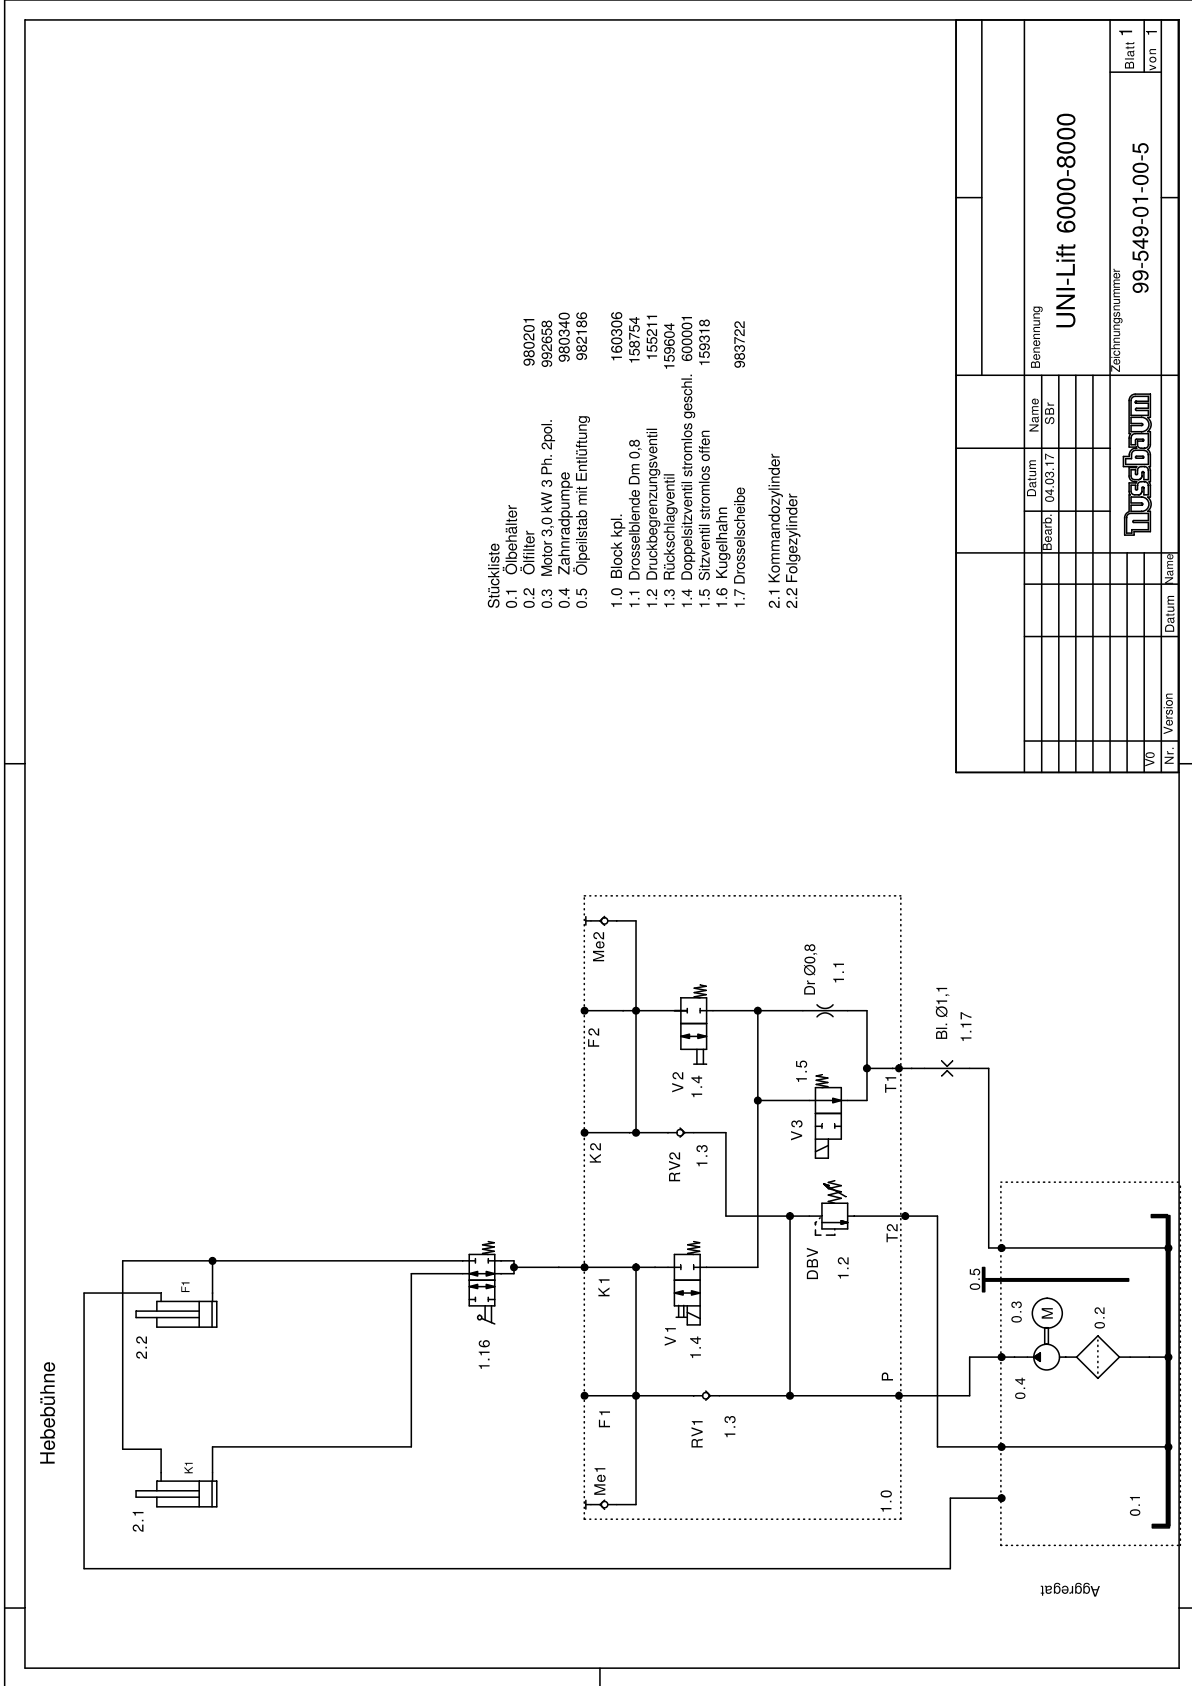 Hebebühne
2.1
K1
2.2
F1
1.16
Me1
F1
K1
K2
F2
Me2
RV1
1.3
V1
1.4
RV2
1.3
V2
1.4
DBV
1.2
V3
1.5
Dr Ø0,8
1.1
1.0
P
T2
T1
Bl. Ø1,1
1.17
Aggregat
0.1
0.4
0.3
M
0.2
0.5
Stückliste
0.1 Ölbehälter
0.2 Ölfilter 980201
0.3 Motor 3,0 kW 3 Ph. 2pol. 992658
0.4 Zahnradpumpe 980340
0.5 Ölpeilstab mit Entlüftung 982186
1.0 Block kpl. 160306
1.1 Drosselblende Dm 0,8 158754
1.2 Druckbegrenzungsventil 155211
1.3 Rückschlagventil 159604
1.4 Doppelsitzventil stromlos geschl. 600001
1.5 Sitzventil stromlos offen 159318
1.6 Kugelhahn
1.7 Drosselscheibe 983722
2.1 Kommandozylinder
2.2 Folgezylinder
Datum Name
Bearb. 04.03.17 SBr
Benennung
UNI-Lift 6000-8000
nussbaum
Zeichnungsnummer
99-549-01-00-5
Blatt 1
von 1
V0
Nr. Version Datum Name